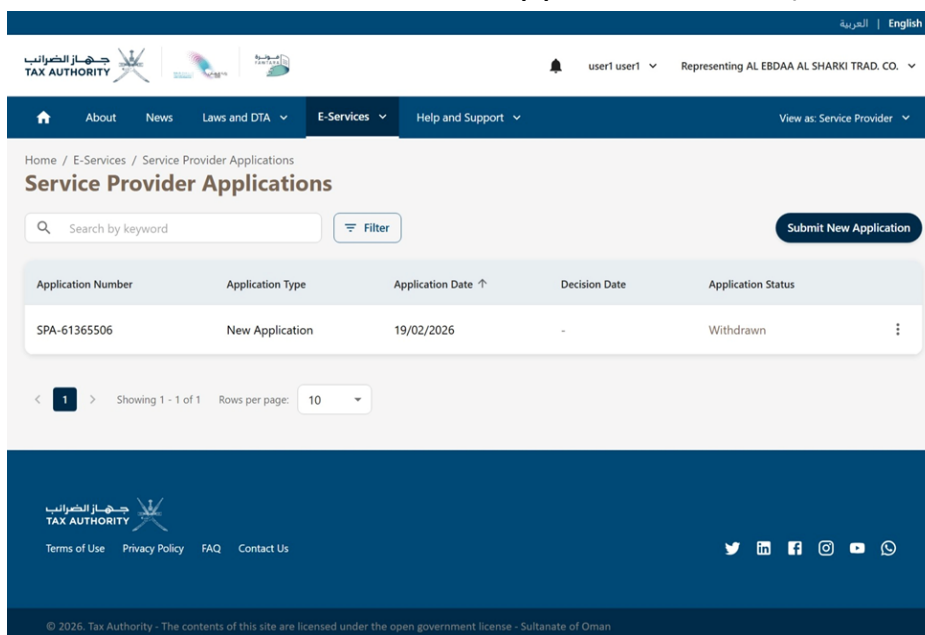 العربية | English
جهاز الضرائب
TAX AUTHORITY
user1 user1
Representing AL EBDAA AL SHARKI TRAD. CO.
About News Laws and DTA E-Services Help and Support View as: Service Provider
Home / E-Services / Service Provider Applications
Service Provider Applications
Search by keyword Filter Submit New Application
Application Number Application Type Application Date ↑ Decision Date Application Status
SPA-61365506 New Application 19/02/2026 - Withdrawn
< 1 > Showing 1 - 1 of 1 Rows per page: 10
جهاز الضرائب
TAX AUTHORITY
Terms of Use Privacy Policy FAQ Contact Us
© 2026. Tax Authority - The contents of this site are licensed under the open government license - Sultanate of Oman